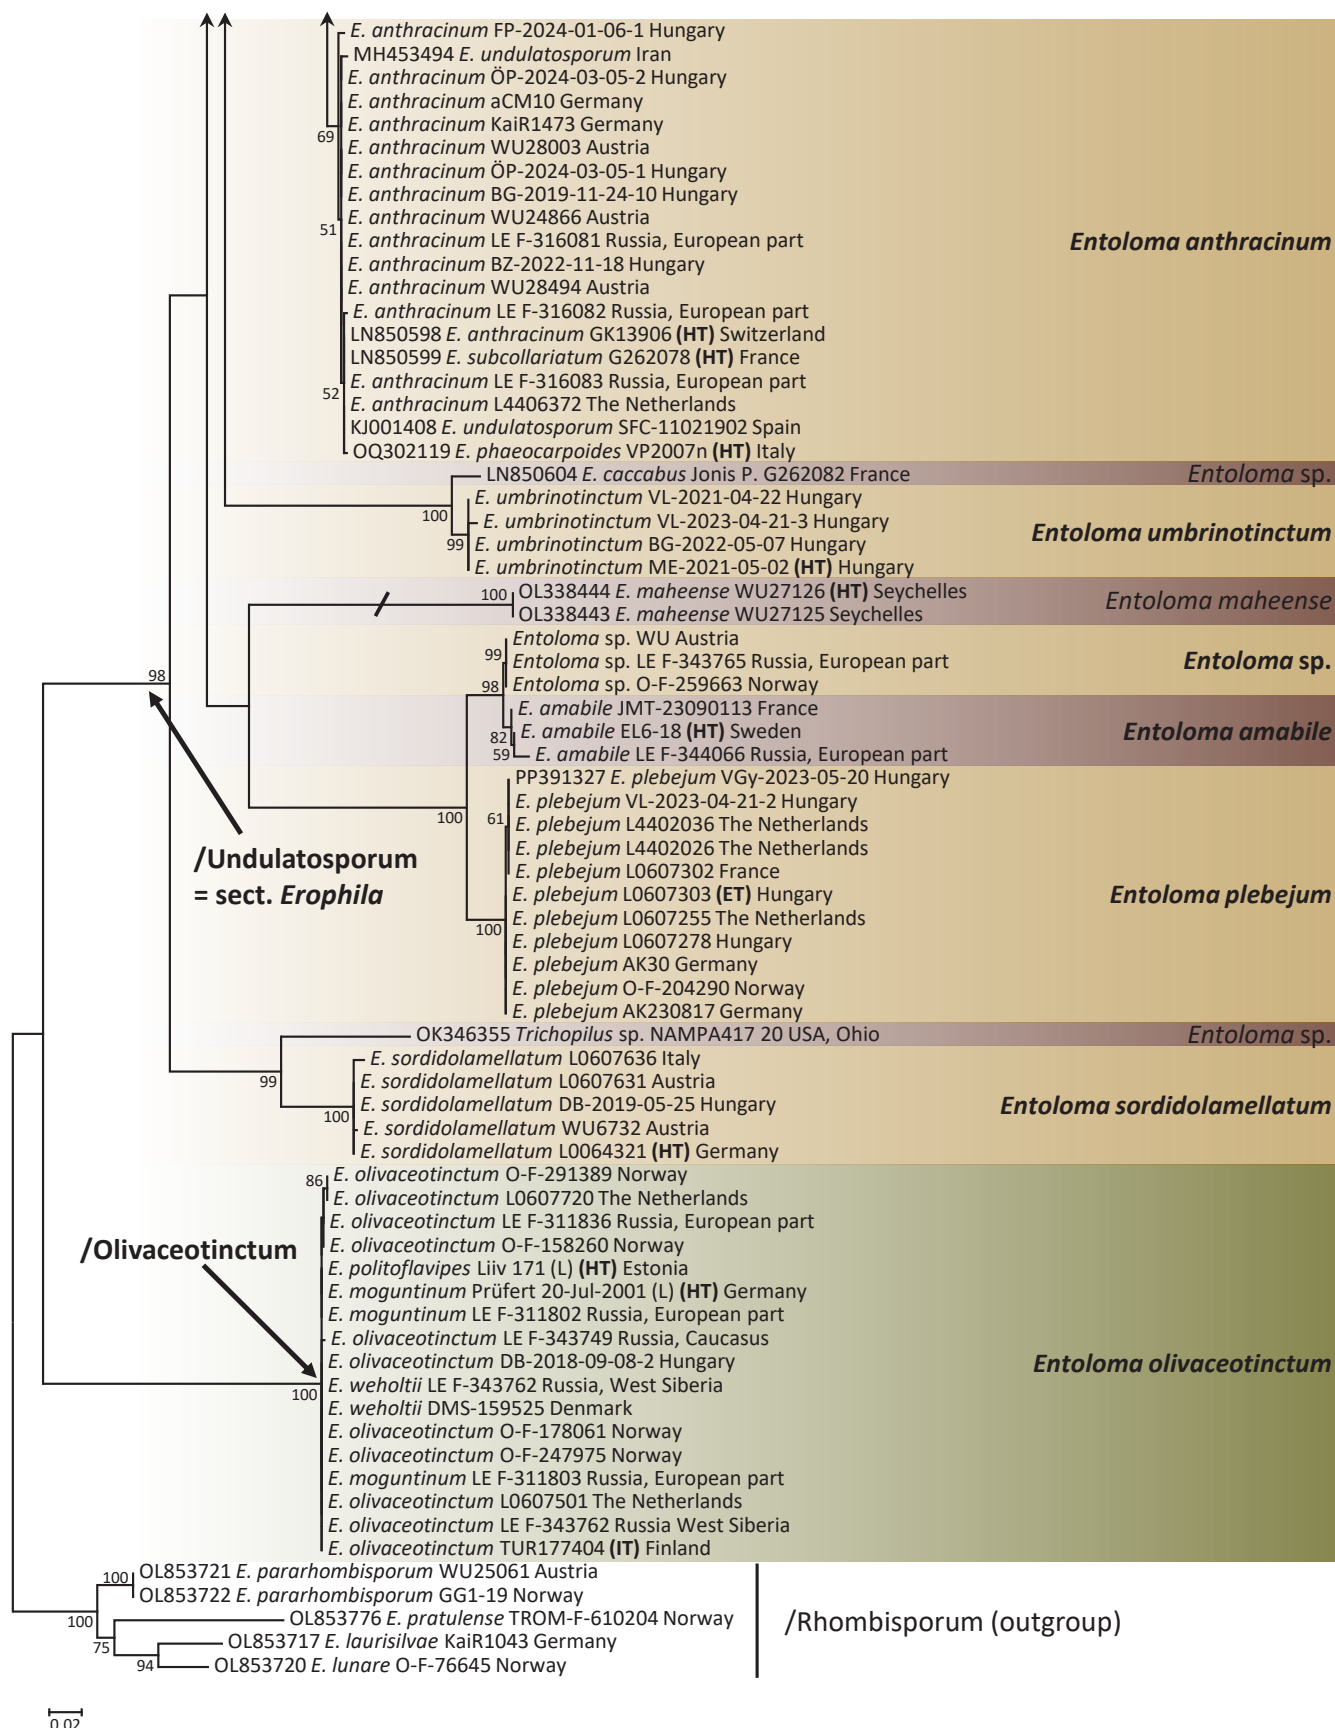 E. anthracinum FP-2024-01-06-1 Hungary
MH453494 E. undulatosporum Iran
E. anthracinum ÖP-2024-03-05-2 Hungary
E. anthracinum aCM10 Germany
E. anthracinum KaiR1473 Germany
69
E. anthracinum WU28003 Austria
E. anthracinum ÖP-2024-03-05-1 Hungary
E. anthracinum BG-2019-11-24-10 Hungary
E. anthracinum WU24866 Austria
51
E. anthracinum LE F-316081 Russia, European part
Entoloma anthracinum
E. anthracinum BZ-2022-11-18 Hungary
E. anthracinum WU28494 Austria
E. anthracinum LE F-316082 Russia, European part
LN850598 E. anthracinum GK13906 (HT) Switzerland
LN850599 E. subcollariatum G262078 (HT) France
E. anthracinum LE F-316083 Russia, European part
52
E. anthracinum L4406372 The Netherlands
KJ001408 E. undulatosporum SFC-11021902 Spain
OQ302119 E. phaeocarpoides VP2007n (HT) Italy
LN850604 E. caccabus Jonis P. G262082 France
Entoloma sp.
E. umbrinotinctum VL-2021-04-22 Hungary
100
E. umbrinotinctum VL-2023-04-21-3 Hungary
Entoloma umbrinotinctum
99
E. umbrinotinctum BG-2022-05-07 Hungary
E. umbrinotinctum ME-2021-05-02 (HT) Hungary
100
OL338444 E. maheense WU27126 (HT) Seychelles
Entoloma maheense
OL338443 E. maheense WU27125 Seychelles
Entoloma sp. WU Austria
99
Entoloma sp. LE F-343765 Russia, European part
Entoloma sp.
98
98
Entoloma sp. O-F-259663 Norway
E. amabile JMT-23090113 France
82
E. amabile EL6-18 (HT) Sweden
Entoloma amabile
59
E. amabile LE F-344066 Russia, European part
PP391327 E. plebejum VGy-2023-05-20 Hungary
E. plebejum VL-2023-04-21-2 Hungary
100
61
E. plebejum L4402036 The Netherlands
E. plebejum L4402026 The Netherlands
/Undulatosporum
= sect. Erophila
E. plebejum L0607302 France
E. plebejum L0607303 (ET) Hungary
Entoloma plebejum
E. plebejum L0607255 The Netherlands
100
E. plebejum L0607278 Hungary
E. plebejum AK30 Germany
E. plebejum O-F-204290 Norway
E. plebejum AK230817 Germany
OK346355 Trichopilus sp. NAMPA417 20 USA, Ohio
Entoloma sp.
E. sordidolamellatum L0607636 Italy
99
E. sordidolamellatum L0607631 Austria
E. sordidolamellatum DB-2019-05-25 Hungary
Entoloma sordidolamellatum
100
E. sordidolamellatum WU6732 Austria
E. sordidolamellatum L0064321 (HT) Germany
86
E. olivaceotinctum O-F-291389 Norway
E. olivaceotinctum L0607720 The Netherlands
E. olivaceotinctum LE F-311836 Russia, European part
/Olivaceotinctum
E. olivaceotinctum O-F-158260 Norway
E. politoflavipes Liiv 171 (L) (HT) Estonia
E. moguntinum Prüfert 20-Jul-2001 (L) (HT) Germany
E. moguntinum LE F-311802 Russia, European part
E. olivaceotinctum LE F-343749 Russia, Caucasus
E. olivaceotinctum DB-2018-09-08-2 Hungary
Entoloma olivaceotinctum
100
E. weholtii LE F-343762 Russia, West Siberia
E. weholtii DMS-159525 Denmark
E. olivaceotinctum O-F-178061 Norway
E. olivaceotinctum O-F-247975 Norway
E. moguntinum LE F-311803 Russia, European part
E. olivaceotinctum L0607501 The Netherlands
E. olivaceotinctum LE F-343762 Russia West Siberia
E. olivaceotinctum TUR177404 (IT) Finland
100
OL853721 E. pararhombisporum WU25061 Austria
OL853722 E. pararhombisporum GG1-19 Norway
100
OL853776 E. pratulense TROM-F-610204 Norway
/Rhombisporum (outgroup)
75
OL853717 E. laurisilvae KaiR1043 Germany
94
OL853720 E. lunare O-F-76645 Norway
0.02